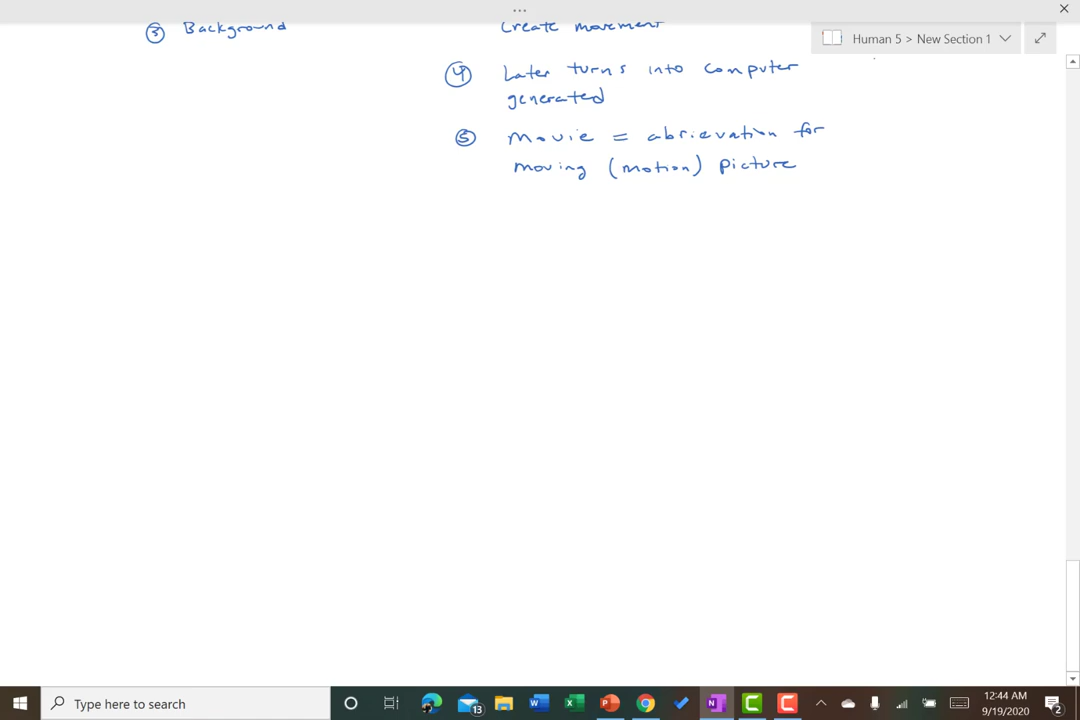 Human 5 > New Section 1
③ Background
create movement
④ Later turns into computer
generated
⑤ movie = abrievation for
moving (motion) picture
Type here to search
13
12:44 AM
9/19/2020
2